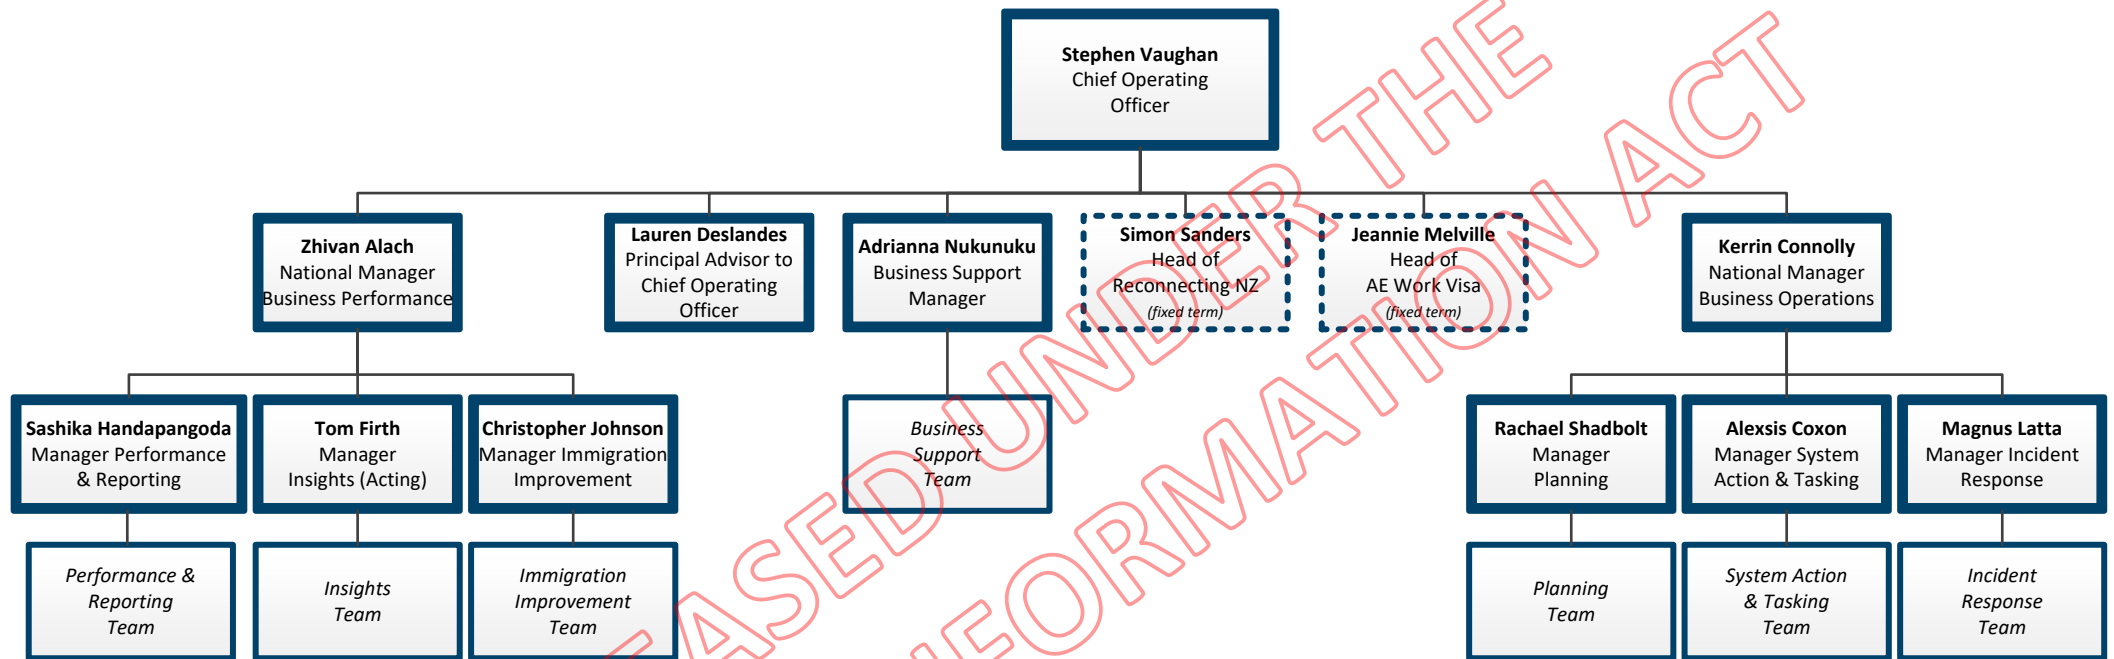 Stephen Vaughan
Chief Operating
Officer
Zhivan Alach
National Manager
Business Performance
Lauren Deslandes
Principal Advisor to
Chief Operating
Officer
Adrianna Nukunuku
Business Support
Manager
Simon Sanders
Head of
Reconnecting NZ
(fixed term)
Jeannie Melville
Head of
AE Work Visa
(fixed term)
Kerrin Connolly
National Manager
Business Operations
Sashika Handapangoda
Manager Performance
& Reporting
Tom Firth
Manager
Insights (Acting)
Christopher Johnson
Manager Immigration
Improvement
Business
Support
Team
Rachael Shadbolt
Manager
Planning
Alexsis Coxon
Manager System
Action & Tasking
Magnus Latta
Manager Incident
Response
Performance &
Reporting
Team
Insights
Team
Immigration
Improvement
Team
Planning
Team
System Action
& Tasking
Team
Incident
Response
Team
EASED UNDER THE
NFORMATION ACT